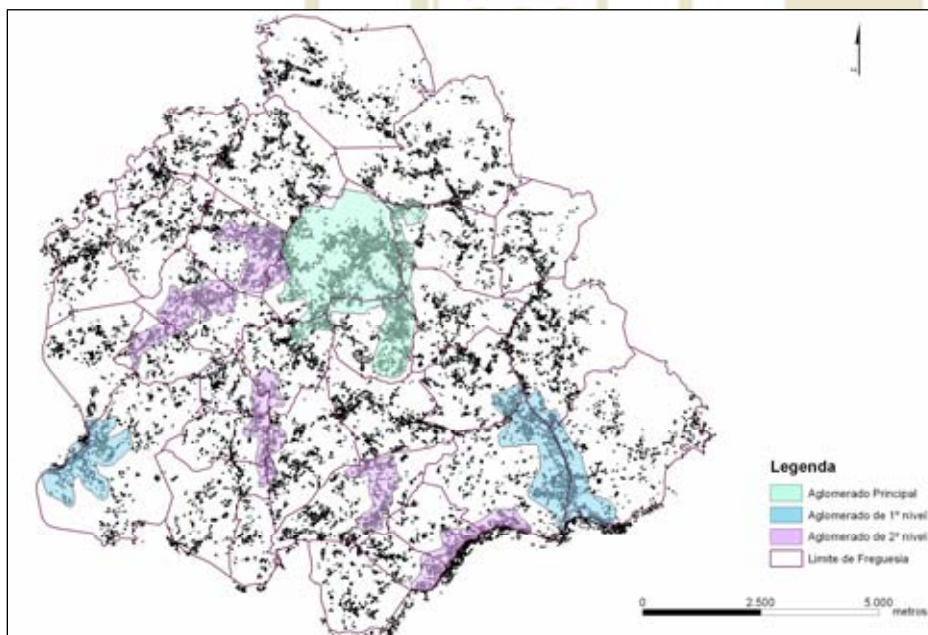 Legenda
Aglomerado Principal
Aglomerado de 1º nível
Aglomerado de 2º nível
Limite de Freguesia
0 2.500 5.000
metros